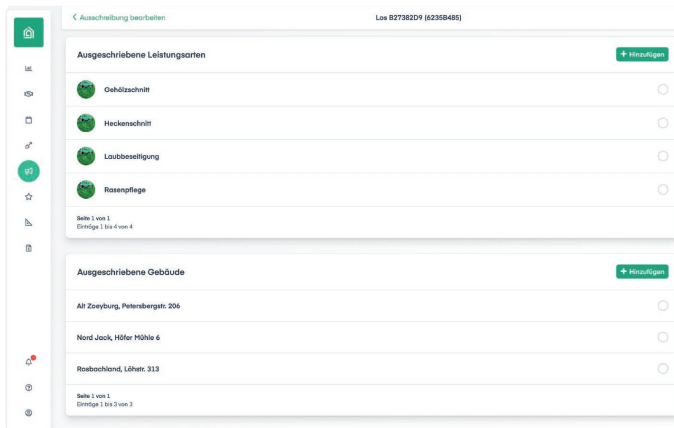 Ausschreibung bearbeiten
Los B27382D9 (6235B485)
Ausgeschriebene Leistungsarten
+ Hinzufügen
Gehölzschnitt
Heckenschnitt
Laubbeseitigung
Rasenpflege
Seite 1 von 1
Einträge 1 bis 4 von 4
Ausgeschriebene Gebäude
+ Hinzufügen
Alt Zoeyburg, Petersbergstr. 206
Nord Jack, Höfer Mühle 6
Rosbachland, Löhstr. 313
Seite 1 von 1
Einträge 1 bis 3 von 3